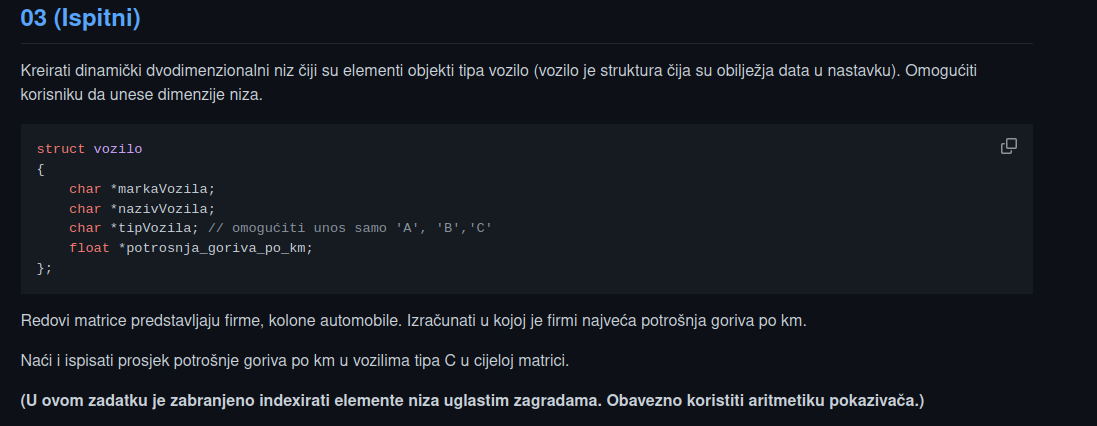 03 (Ispitni)
Kreirati dinamički dvodimenzionalni niz čiji su elementi objekti tipa vozilo (vozilo je struktura čija su obilježja data u nastavku). Omogućiti
korisniku da unese dimenzije niza.
struct vozilo
{
    char *markaVozila;
    char *nazivVozila;
    char *tipVozila; // omogućiti unos samo 'A', 'B','C'
    float *potrosnja_goriva_po_km;
};
Redovi matrice predstavljaju firme, kolone automobile. Izračunati u kojoj je firmi najveća potrošnja goriva po km.
Naći i ispisati prosjek potrošnje goriva po km u vozilima tipa C u cijeloj matrici.
(U ovom zadatku je zabranjeno indexirati elemente niza uglastim zagradama. Obavezno koristiti aritmetiku pokazivača.)